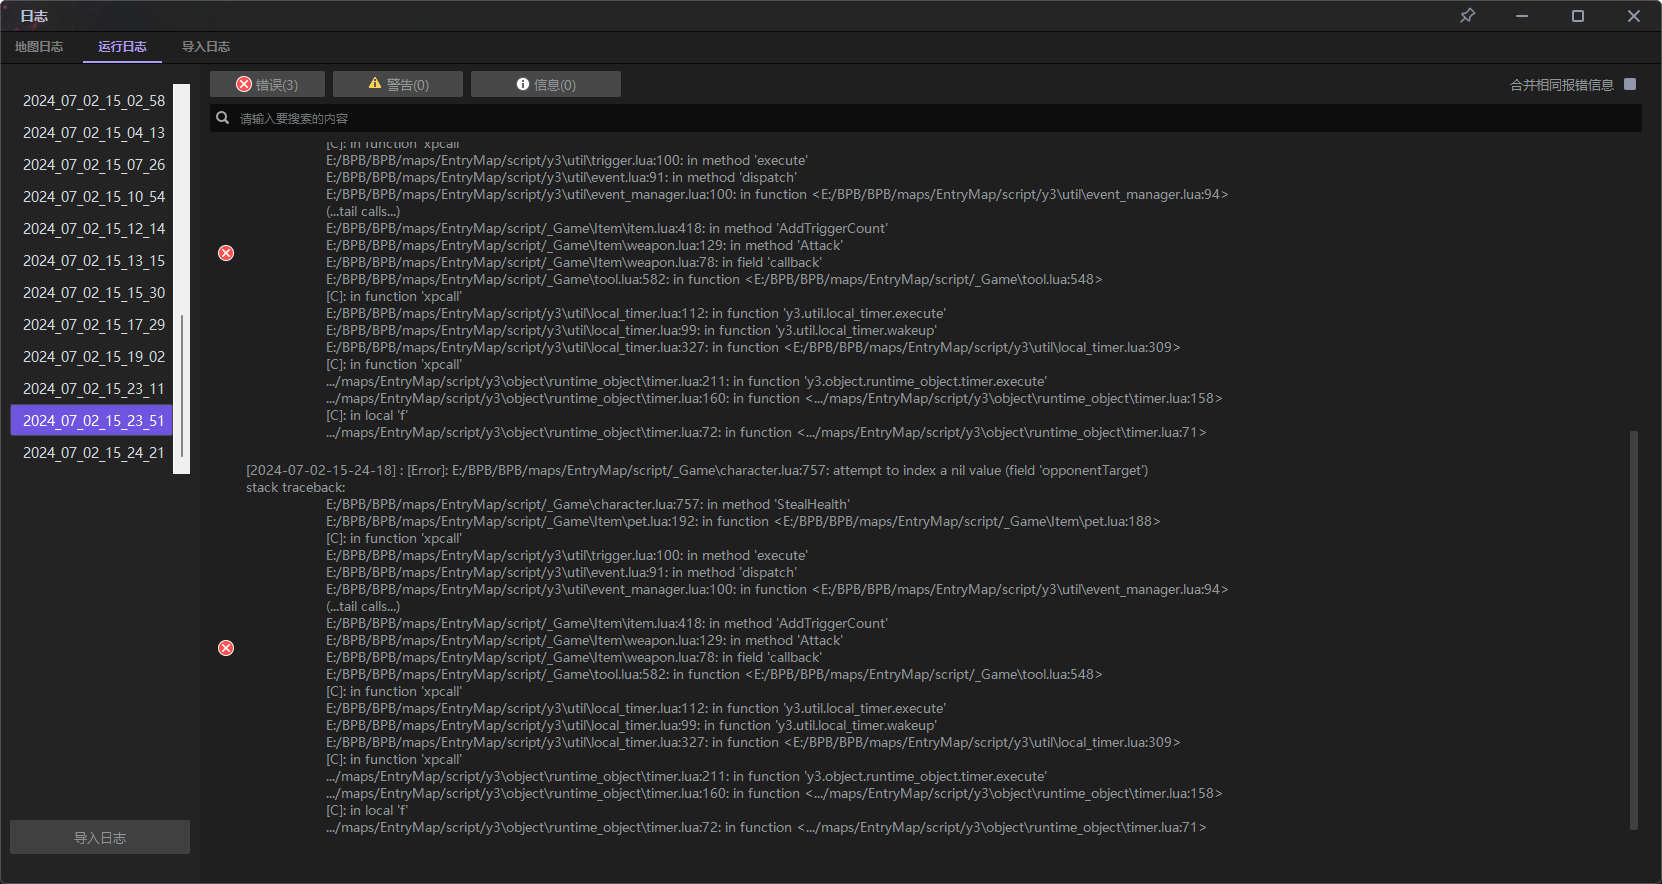 日志
地图日志
运行日志
导入日志
2024_07_02_15_02_58
2024_07_02_15_04_13
2024_07_02_15_07_26
2024_07_02_15_10_54
2024_07_02_15_12_14
2024_07_02_15_13_15
2024_07_02_15_15_30
2024_07_02_15_17_29
2024_07_02_15_19_02
2024_07_02_15_23_11
2024_07_02_15_23_51
2024_07_02_15_24_21
导入日志
错误(3)
警告(0)
信息(0)
合并相同报错信息
请输入要搜索的内容
[C]: in function 'xpcall'
E:/BPB/BPB/maps/EntryMap/script/y3\util\trigger.lua:100: in method 'execute'
E:/BPB/BPB/maps/EntryMap/script/y3\util\event.lua:91: in method 'dispatch'
E:/BPB/BPB/maps/EntryMap/script/y3\util\event_manager.lua:100: in function <E:/BPB/BPB/maps/EntryMap/script/y3\util\event_manager.lua:94>
(...tail calls...)
E:/BPB/BPB/maps/EntryMap/script/_Game\Item\item.lua:418: in method 'AddTriggerCount'
E:/BPB/BPB/maps/EntryMap/script/_Game\Item\weapon.lua:129: in method 'Attack'
E:/BPB/BPB/maps/EntryMap/script/_Game\Item\weapon.lua:78: in field 'callback'
E:/BPB/BPB/maps/EntryMap/script/_Game\tool.lua:582: in function <E:/BPB/BPB/maps/EntryMap/script/_Game\tool.lua:548>
[C]: in function 'xpcall'
E:/BPB/BPB/maps/EntryMap/script/y3\util\local_timer.lua:112: in function 'y3.util.local_timer.execute'
E:/BPB/BPB/maps/EntryMap/script/y3\util\local_timer.lua:99: in function 'y3.util.local_timer.wakeup'
E:/BPB/BPB/maps/EntryMap/script/y3\util\local_timer.lua:327: in function <E:/BPB/BPB/maps/EntryMap/script/y3\util\local_timer.lua:309>
[C]: in function 'xpcall'
.../maps/EntryMap/script/y3\object\runtime_object\timer.lua:211: in function 'y3.object.runtime_object.timer.execute'
.../maps/EntryMap/script/y3\object\runtime_object\timer.lua:160: in function <.../maps/EntryMap/script/y3\object\runtime_object\timer.lua:158>
[C]: in local 'f'
.../maps/EntryMap/script/y3\object\runtime_object\timer.lua:72: in function <.../maps/EntryMap/script/y3\object\runtime_object\timer.lua:71>
[2024-07-02-15-24-18] : [Error]: E:/BPB/BPB/maps/EntryMap/script/_Game\character.lua:757: attempt to index a nil value (field 'opponentTarget')
stack traceback:
E:/BPB/BPB/maps/EntryMap/script/_Game\character.lua:757: in method 'StealHealth'
E:/BPB/BPB/maps/EntryMap/script/_Game\Item\pet.lua:192: in function <E:/BPB/BPB/maps/EntryMap/script/_Game\Item\pet.lua:188>
[C]: in function 'xpcall'
E:/BPB/BPB/maps/EntryMap/script/y3\util\trigger.lua:100: in method 'execute'
E:/BPB/BPB/maps/EntryMap/script/y3\util\event.lua:91: in method 'dispatch'
E:/BPB/BPB/maps/EntryMap/script/y3\util\event_manager.lua:100: in function <E:/BPB/BPB/maps/EntryMap/script/y3\util\event_manager.lua:94>
(...tail calls...)
E:/BPB/BPB/maps/EntryMap/script/_Game\Item\item.lua:418: in method 'AddTriggerCount'
E:/BPB/BPB/maps/EntryMap/script/_Game\Item\weapon.lua:129: in method 'Attack'
E:/BPB/BPB/maps/EntryMap/script/_Game\Item\weapon.lua:78: in field 'callback'
E:/BPB/BPB/maps/EntryMap/script/_Game\tool.lua:582: in function <E:/BPB/BPB/maps/EntryMap/script/_Game\tool.lua:548>
[C]: in function 'xpcall'
E:/BPB/BPB/maps/EntryMap/script/y3\util\local_timer.lua:112: in function 'y3.util.local_timer.execute'
E:/BPB/BPB/maps/EntryMap/script/y3\util\local_timer.lua:99: in function 'y3.util.local_timer.wakeup'
E:/BPB/BPB/maps/EntryMap/script/y3\util\local_timer.lua:327: in function <E:/BPB/BPB/maps/EntryMap/script/y3\util\local_timer.lua:309>
[C]: in function 'xpcall'
.../maps/EntryMap/script/y3\object\runtime_object\timer.lua:211: in function 'y3.object.runtime_object.timer.execute'
.../maps/EntryMap/script/y3\object\runtime_object\timer.lua:160: in function <.../maps/EntryMap/script/y3\object\runtime_object\timer.lua:158>
[C]: in local 'f'
.../maps/EntryMap/script/y3\object\runtime_object\timer.lua:72: in function <.../maps/EntryMap/script/y3\object\runtime_object\timer.lua:71>